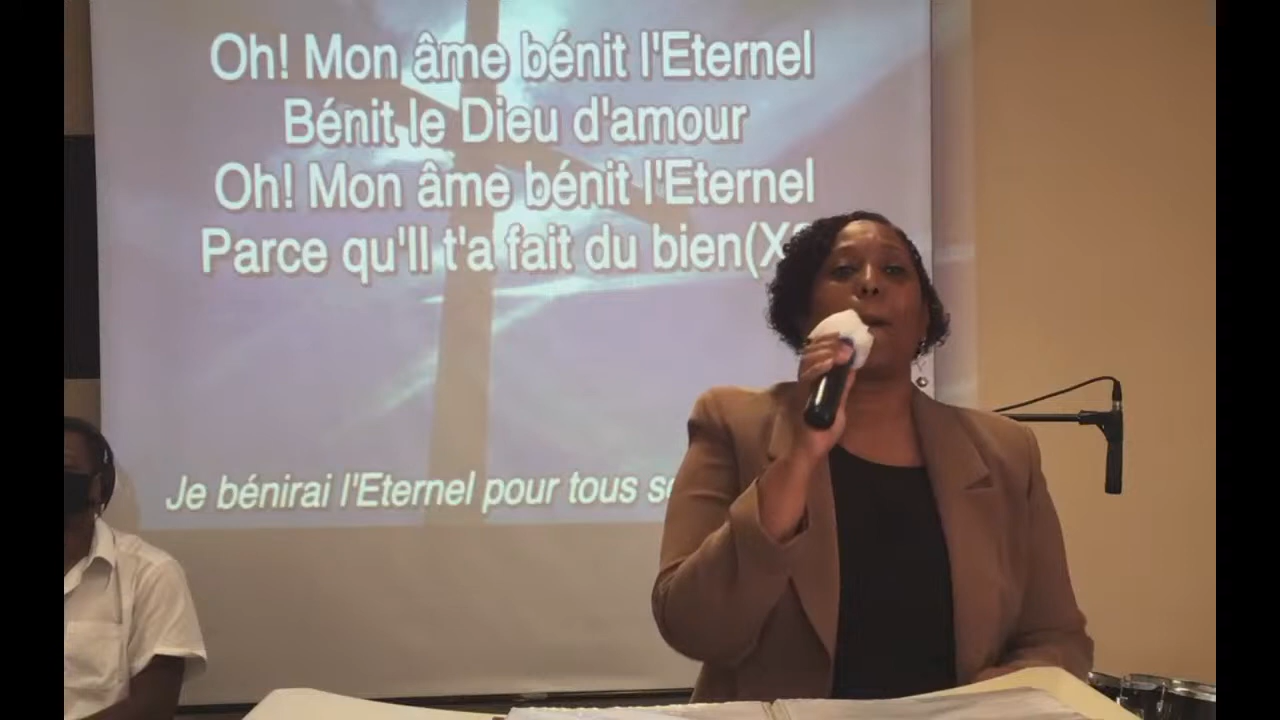 Oh! Mon âme bénit l'Eternel
Bénit le Dieu d'amour
Oh! Mon âme bénit l'Eternel
Parce qu'Il t'a fait du bien(X
Je bénirai l'Eternel pour tous